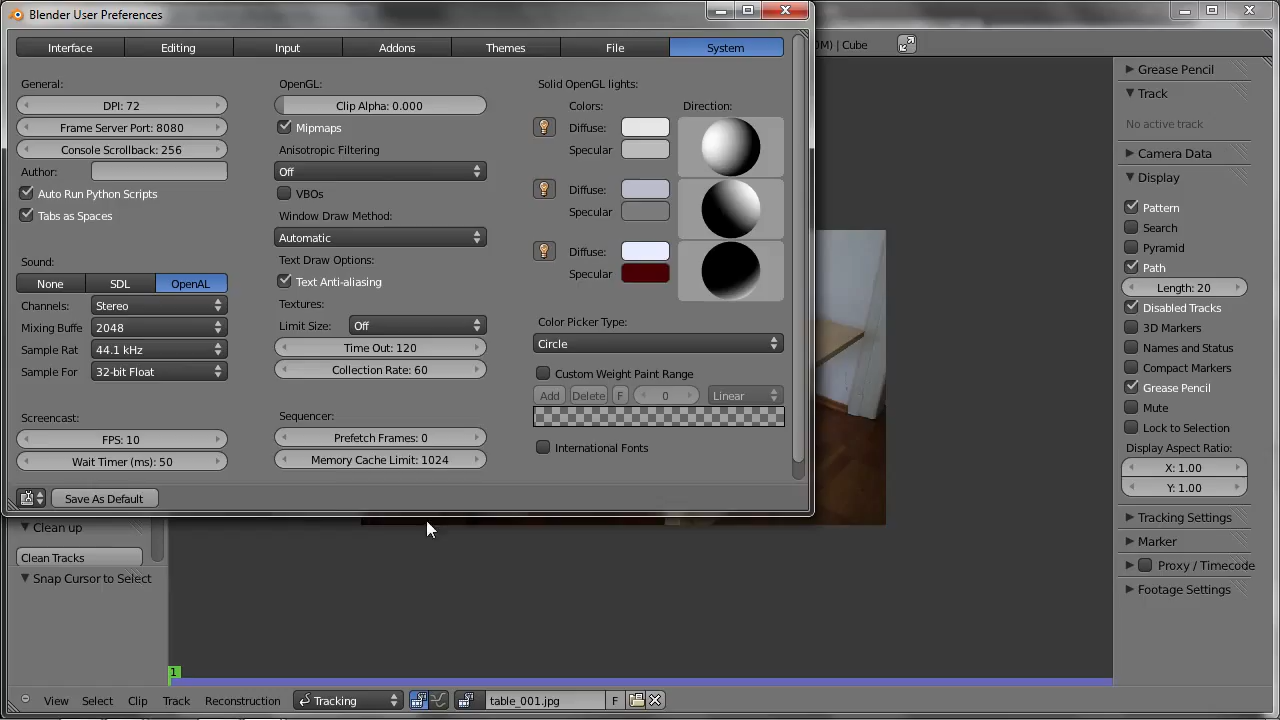 Blender User Preferences
Interface
Editing
Input
Addons
Themes
File
System
0M) | Cube
General:
DPI: 72
Frame Server Port: 8080
Console Scrollback: 256
Author:
Auto Run Python Scripts
Tabs as Spaces
Sound:
None
SDL
OpenAL
Channels:
Stereo
Mixing Buffe
2048
Sample Rat
44.1 kHz
Sample For
32-bit Float
Screencast:
FPS: 10
Wait Timer (ms): 50
OpenGL:
Clip Alpha: 0.000
Mipmaps
Anisotropic Filtering
Off
VBOs
Window Draw Method:
Automatic
Text Draw Options:
Text Anti-aliasing
Textures:
Limit Size:
Off
Time Out: 120
Collection Rate: 60
Sequencer:
Prefetch Frames: 0
Memory Cache Limit: 1024
Solid OpenGL lights:
Colors:
Direction:
Diffuse:
Specular
Diffuse:
Specular
Diffuse:
Specular
Color Picker Type:
Circle
Custom Weight Paint Range
Add
Delete
F
0
Linear
International Fonts
Save As Default
Clean up
Clean Tracks
Snap Cursor to Select
Grease Pencil
Track
No active track
Camera Data
Display
Pattern
Search
Pyramid
Path
Length: 20
Disabled Tracks
3D Markers
Names and Status
Compact Markers
Grease Pencil
Mute
Lock to Selection
Display Aspect Ratio:
X: 1.00
Y: 1.00
Tracking Settings
Marker
Proxy / Timecode
Footage Settings
1
View
Select
Clip
Track
Reconstruction
Tracking
table_001.jpg
F